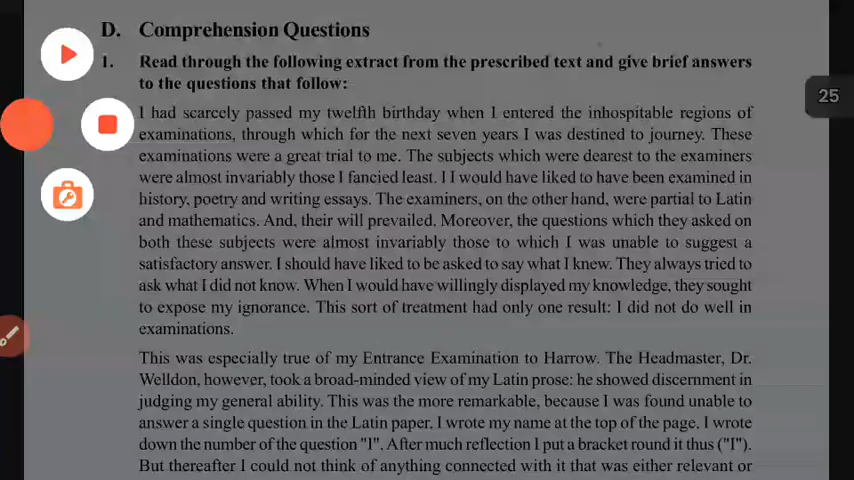 D. Comprehension Questions
1. Read through the following extract from the prescribed text and give brief answers
to the questions that follow:
25
I had scarcely passed my twelfth birthday when I entered the inhospitable regions of
examinations, through which for the next seven years I was destined to journey. These
examinations were a great trial to me. The subjects which were dearest to the examiners
were almost invariably those I fancied least. I I would have liked to have been examined in
history, poetry and writing essays. The examiners, on the other hand, were partial to Latin
and mathematics. And, their will prevailed. Moreover, the questions which they asked on
both these subjects were almost invariably those to which I was unable to suggest a
satisfactory answer. I should have liked to be asked to say what I knew. They always tried to
ask what I did not know. When I would have willingly displayed my knowledge, they sought
to expose my ignorance. This sort of treatment had only one result: I did not do well in
examinations.
This was especially true of my Entrance Examination to Harrow. The Headmaster, Dr.
Welldon, however, took a broad-minded view of my Latin prose: he showed discernment in
judging my general ability. This was the more remarkable, because I was found unable to
answer a single question in the Latin paper. I wrote my name at the top of the page. I wrote
down the number of the question "I". After much reflection I put a bracket round it thus ("I").
But thereafter I could not think of anything connected with it that was either relevant or